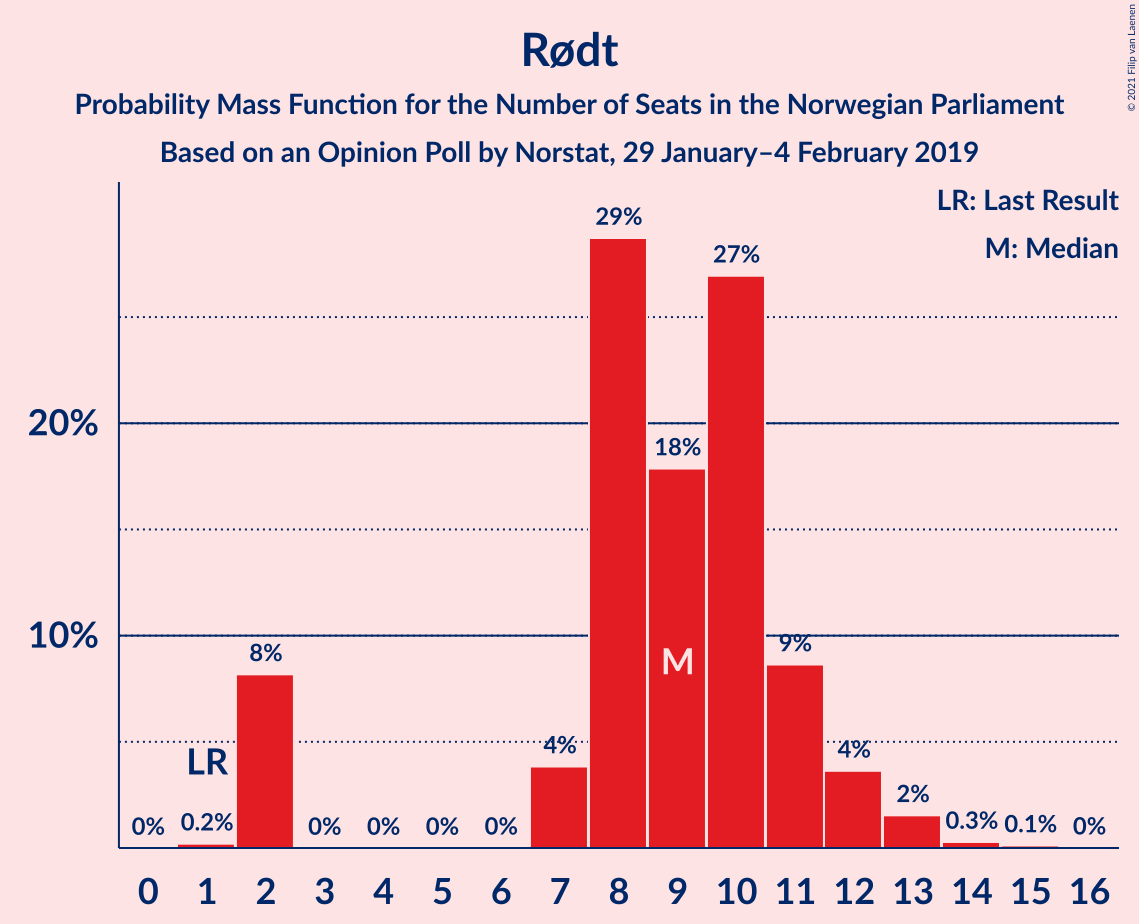 © 2021 Filip van Laenen
Rødt
Probability Mass Function for the Number of Seats in the Norwegian Parliament
Based on an Opinion Poll by Norstat, 29 January–4 February 2019
LR: Last Result
M: Median
29%
27%
20%
18%
10%
9%
8%
M
LR
4%
4%
2%
0% 0.2% 0% 0% 0% 0% 0.3% 0.1% 0%
0 1 2 3 4 5 6 7 8 9 10 11 12 13 14 15 16